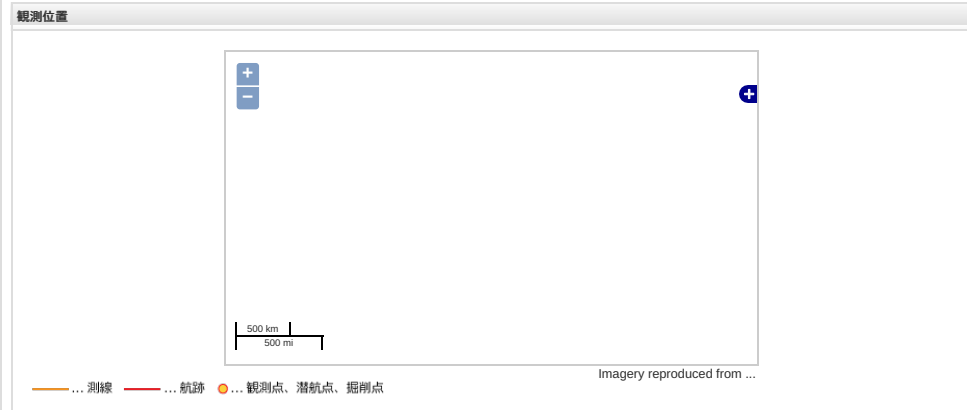 観測位置
+
−
+
500 km
500 mi
Imagery reproduced from ...
... 測線 ... 航跡 ... 観測点、潜航点、掘削点